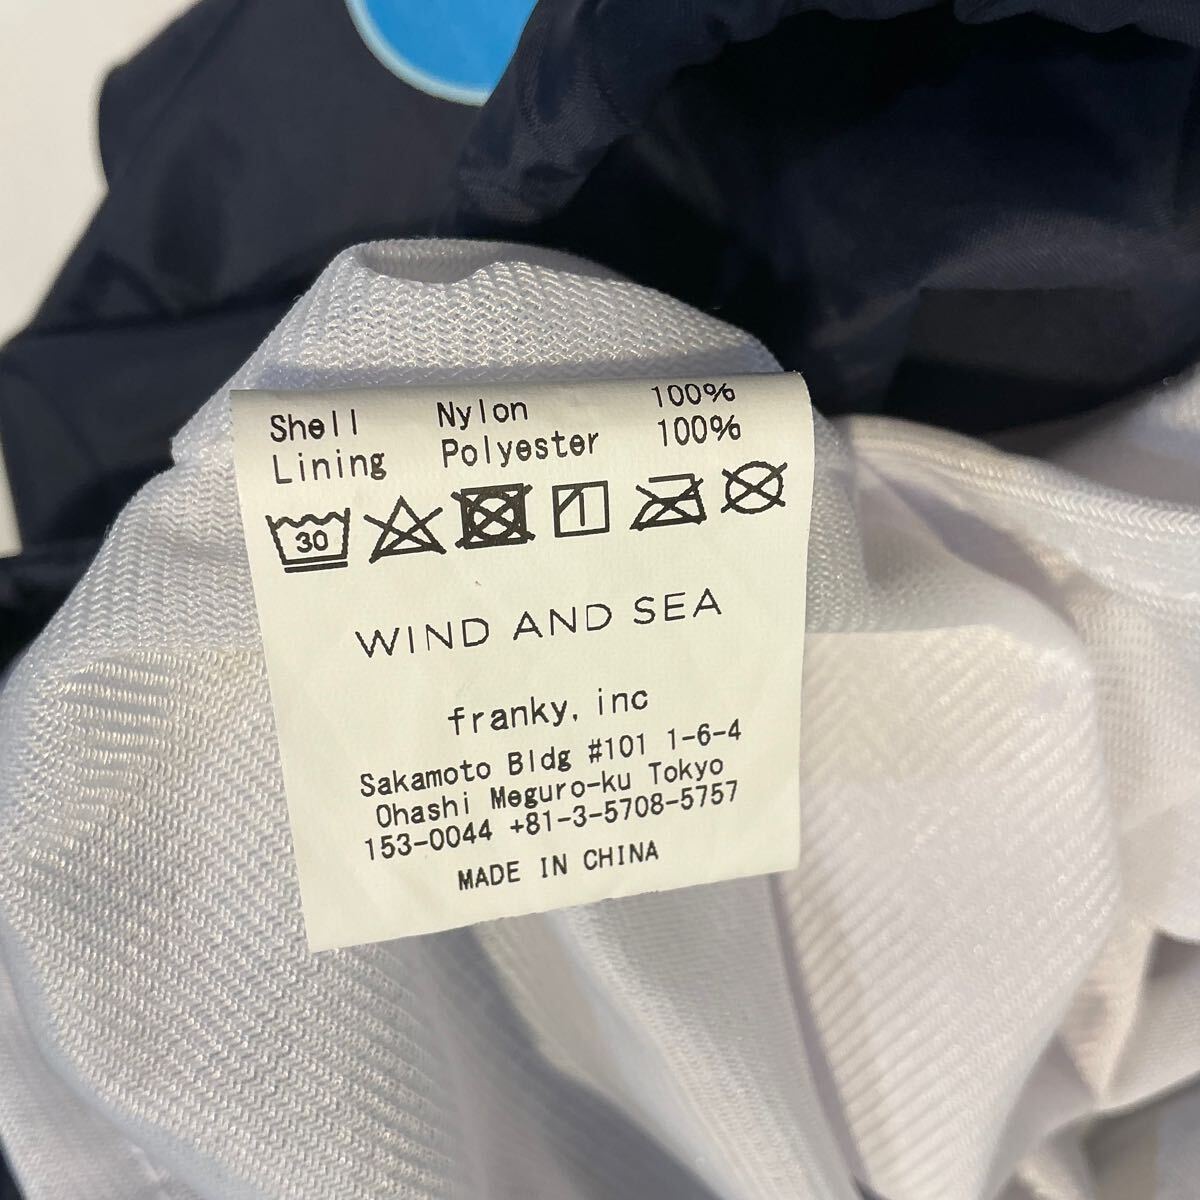 Shell Nylon 100%
Lining Polyester 100%
30
WIND AND SEA
franky, inc
Sakamoto Bldg #101 1-6-4
Ohashi Meguro-ku Tokyo
153-0044 +81-3-5708-5757
MADE IN CHINA